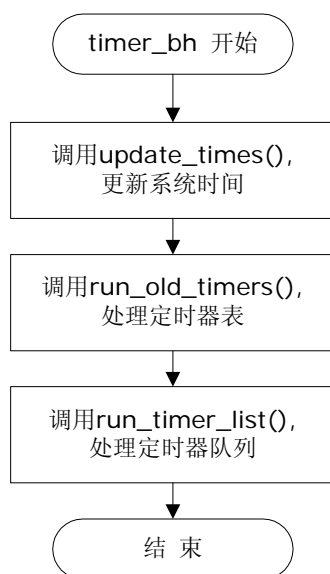 timer_bh 开始
调用update_times(),
更新系统时间
调用run_old_timers(),
处理定时器表
调用run_timer_list(),
处理定时器队列
结 束